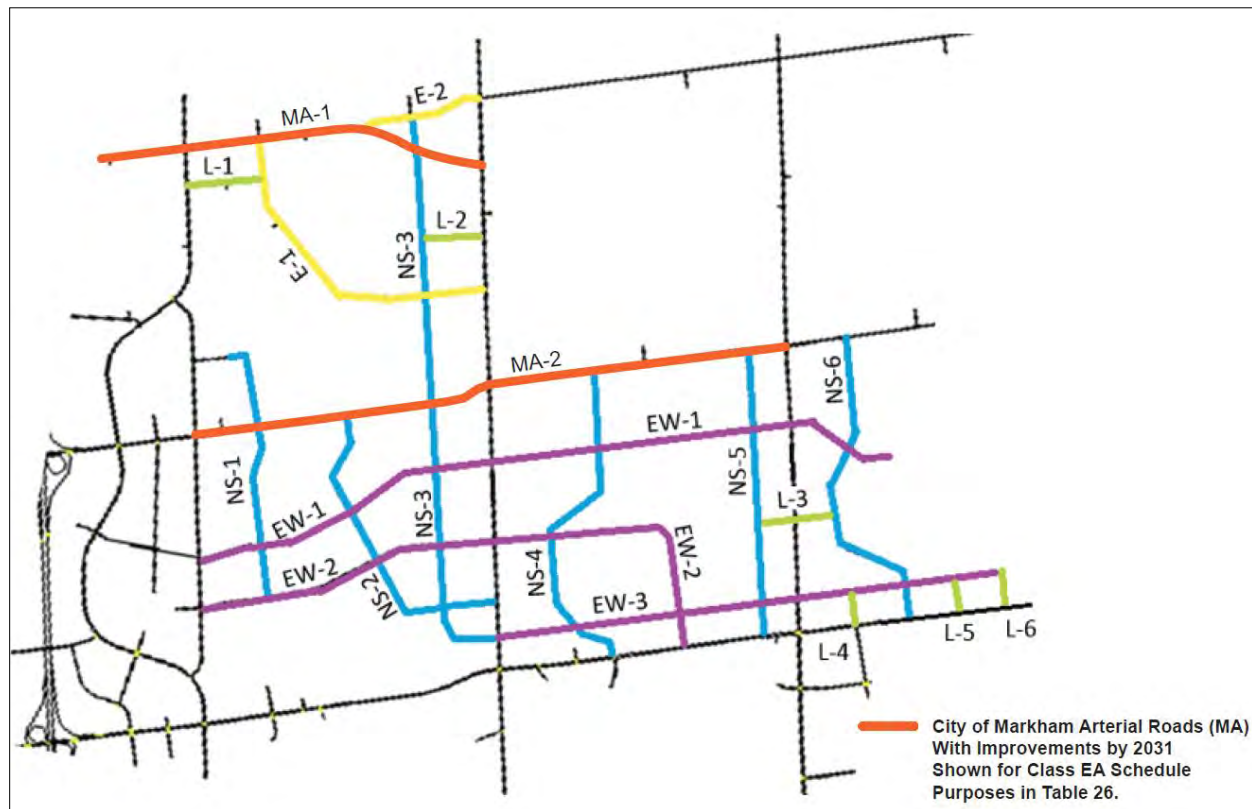 E-2
MA-1
L-1
L-2
NS-3
E-1
MA-2
NS-6
EW-1
NS-5
NS-1
NS-3
L-3
EW-1
EW-2
NS-4
EW-2
NS-2
EW-3
L-4
L-5
L-6
City of Markham Arterial Roads (MA)
With Improvements by 2031
Shown for Class EA Schedule
Purposes in Table 26.